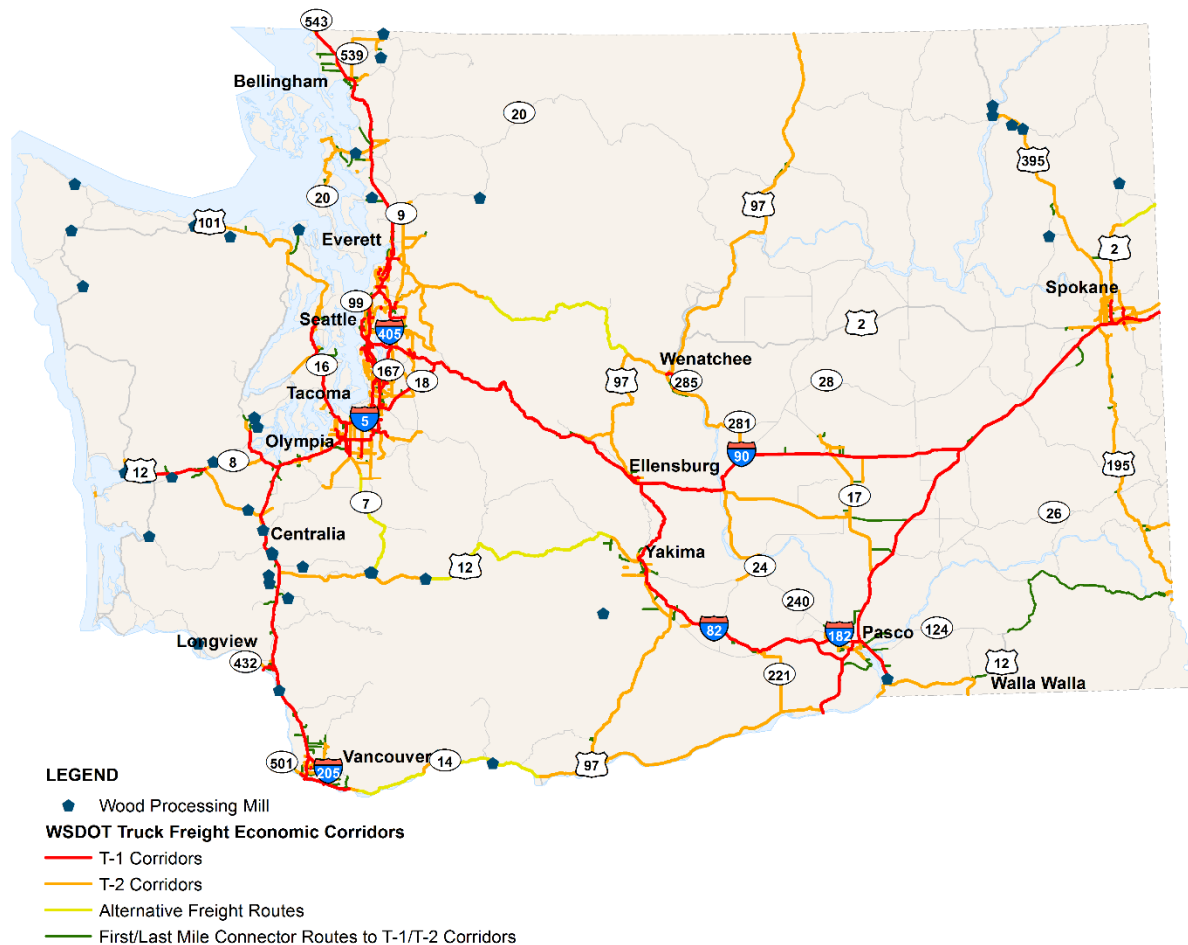 543
539
Bellingham
20
395
20
97
101
9
Everett
2
Spokane
99
Seattle
405
2
Wenatchee
16
167
18
97
285
28
Tacoma
5
281
Olympia
90
12
8
Ellensburg
195
17
7
26
Centralia
Yakima
12
24
240
82
182
Pasco
124
Longview
12
432
221
Walla Walla
Vancouver
14
97
501
205
LEGEND
Wood Processing Mill
WSDOT Truck Freight Economic Corridors
T-1 Corridors
T-2 Corridors
Alternative Freight Routes
First/Last Mile Connector Routes to T-1/T-2 Corridors